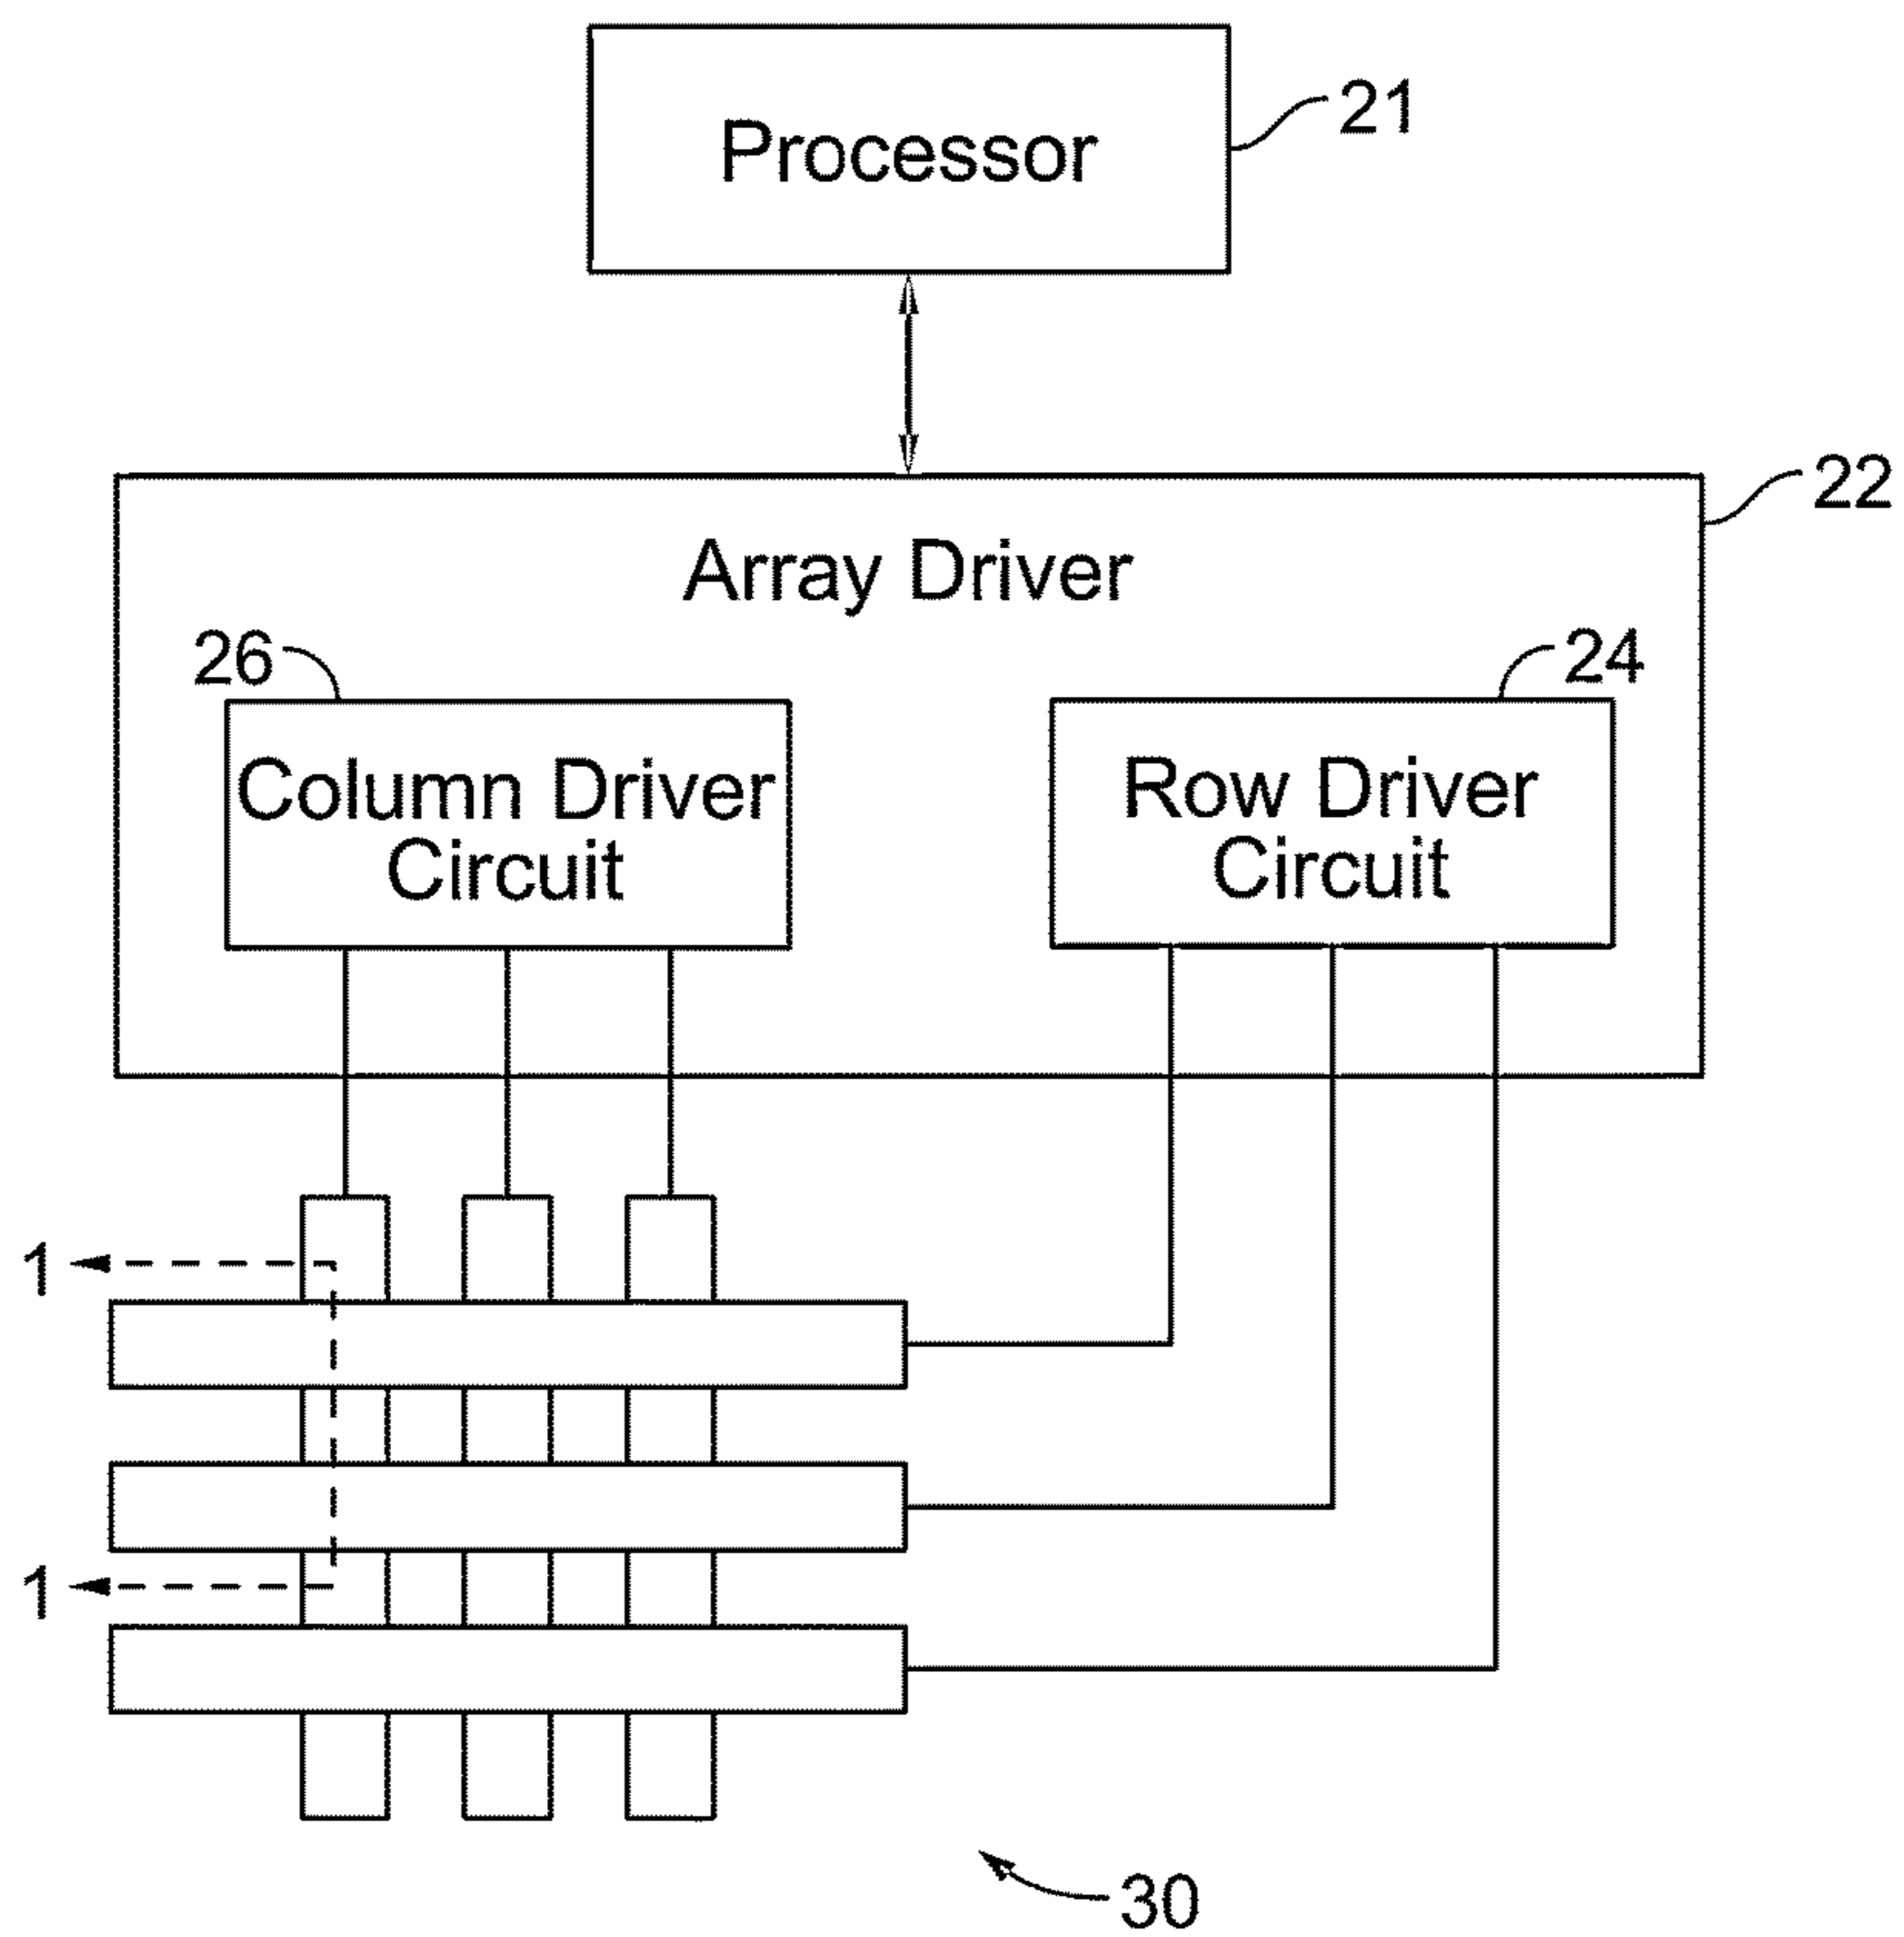 Processor
21
22
Array Driver
26
24
Column Driver
Circuit
Row Driver
Circuit
1
1
30